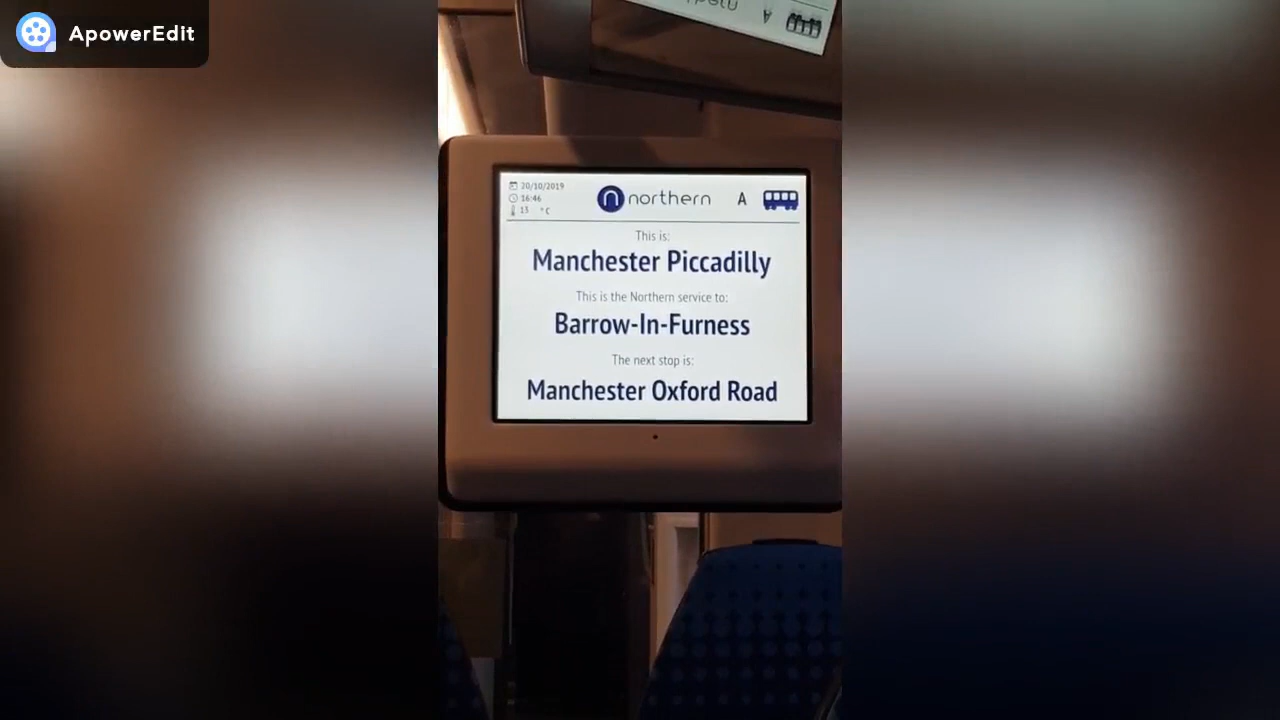 ApowerEdit
20/10/2019
16:46
13 °C
northern
A
This is:
Manchester Piccadilly
This is the Northern service to:
Barrow-In-Furness
The next stop is:
Manchester Oxford Road